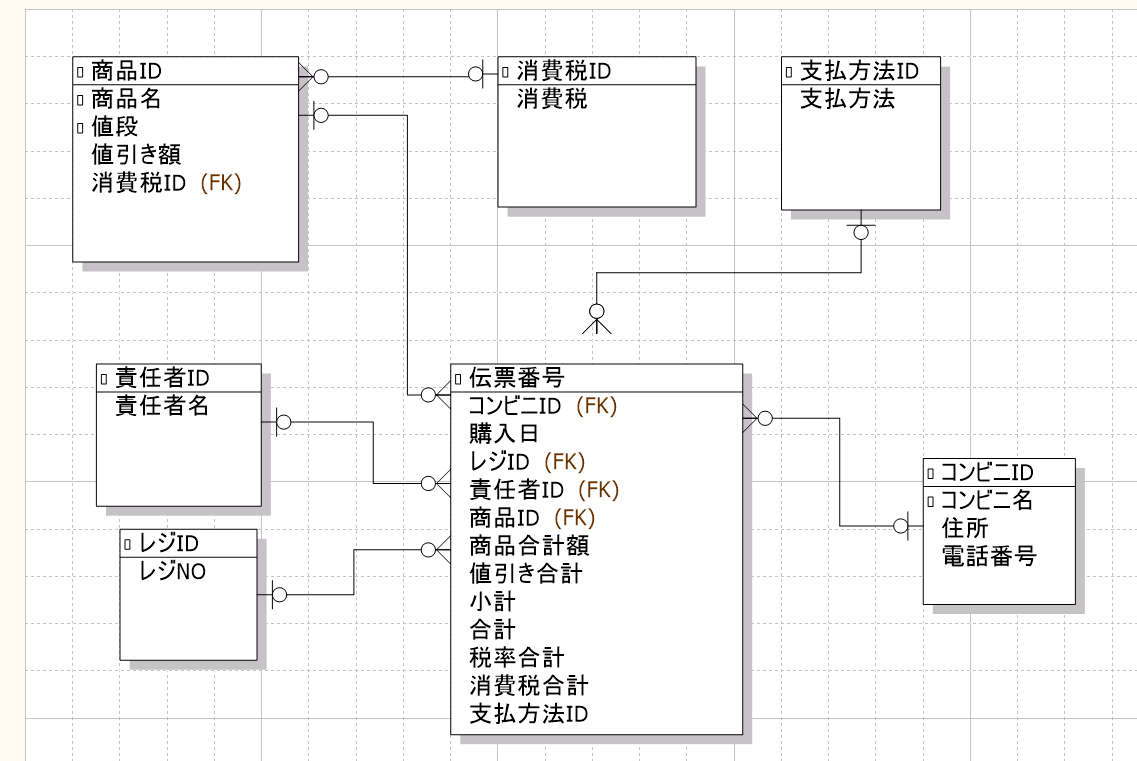 商品ID
商品名
値段
値引き額
消費税ID (FK)
消費税ID
消費税
支払方法ID
支払方法
責任者ID
責任者名
レジID
レジNO
伝票番号
コンビニID (FK)
購入日
レジID (FK)
責任者ID (FK)
商品ID (FK)
商品合計額
値引き合計
小計
合計
税率合計
消費税合計
支払方法ID
コンビニID
コンビニ名
住所
電話番号